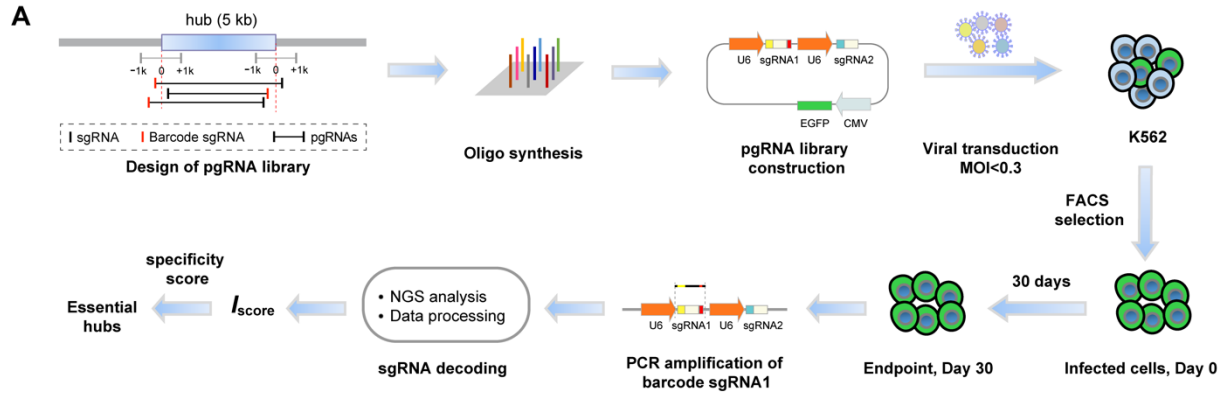 A
hub (5 kb)
−1k 0 +1k −1k 0 +1k
sgRNA Barcode sgRNA pgRNAs
Design of pgRNA library
Oligo synthesis
U6 sgRNA1 U6 sgRNA2
EGFP CMV
pgRNA library
construction
Viral transduction
MOI<0.3
K562
FACS
selection
Infected cells, Day 0
30 days
Endpoint, Day 30
U6 sgRNA1 U6 sgRNA2
PCR amplification of
barcode sgRNA1
• NGS analysis
• Data processing
sgRNA decoding
Iscore
specificity
score
Essential
hubs